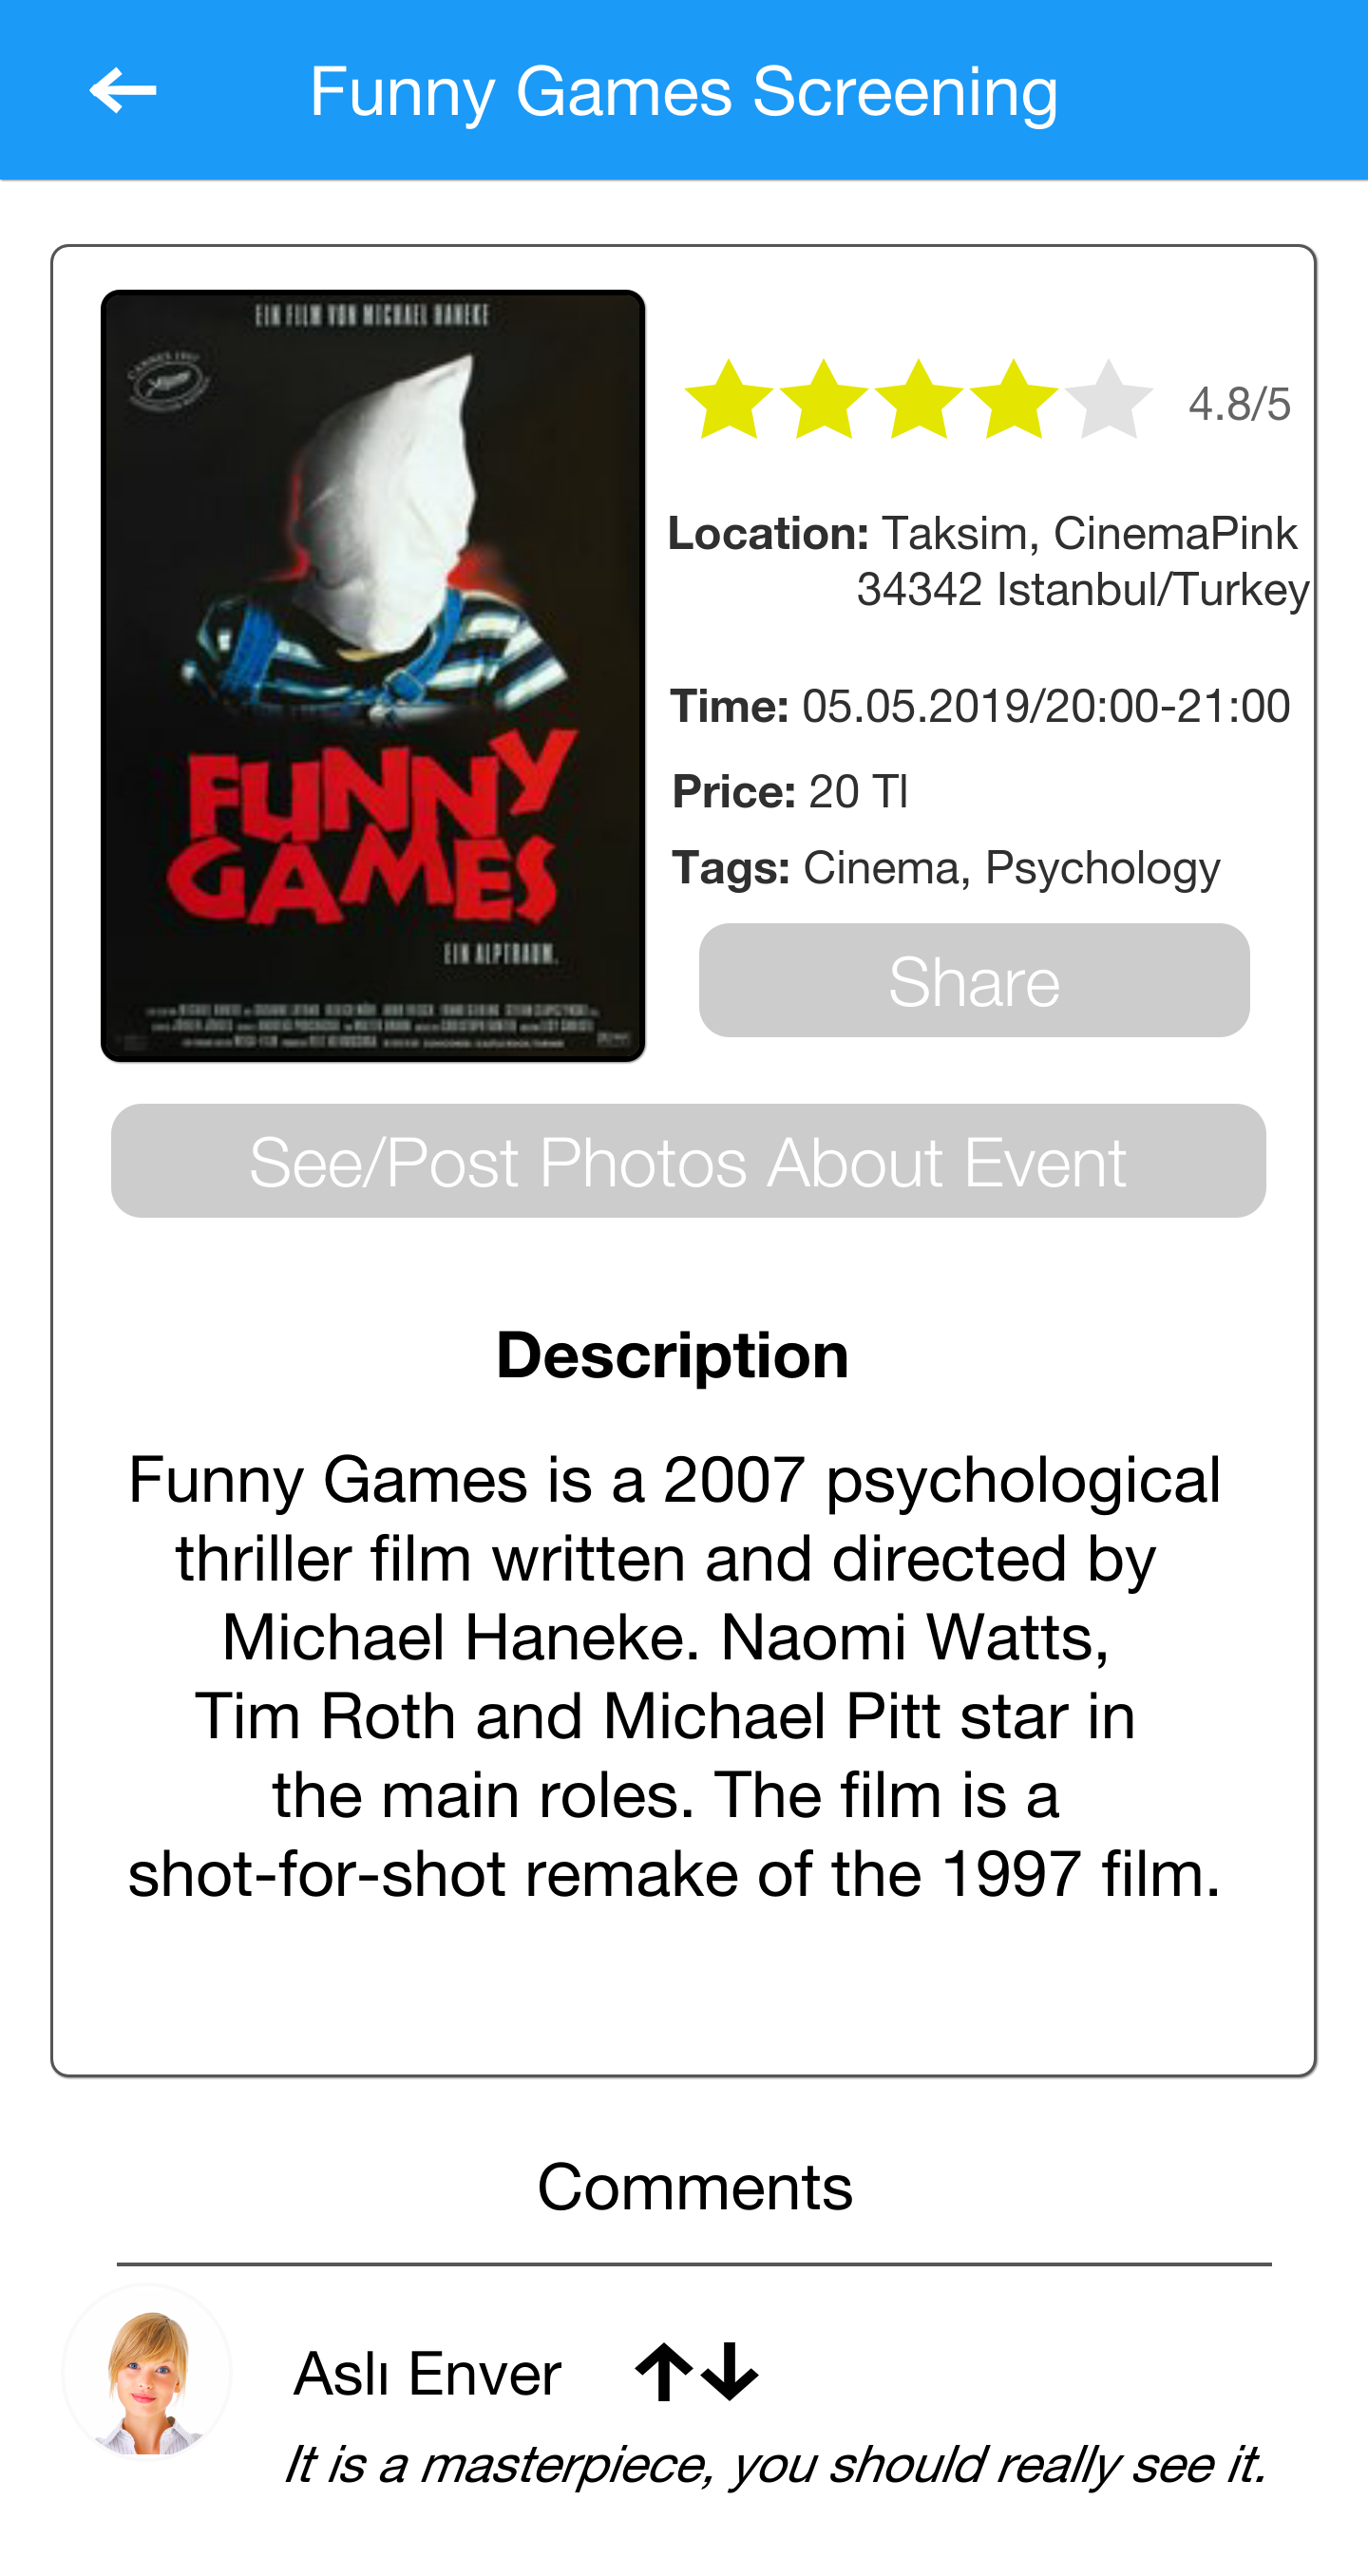 Funny Games Screening
EIN FILM VON MICHAEL HANEKE
CANNES 1997
4.8/5
Location: Taksim, CinemaPink
34342 Istanbul/Turkey
Time: 05.05.2019/20:00-21:00
Price: 20 Tl
Tags: Cinema, Psychology
FUNNY
GAMES
EIN ALPTRAUM.
Share
See/Post Photos About Event
Description
Funny Games is a 2007 psychological
thriller film written and directed by
Michael Haneke. Naomi Watts,
Tim Roth and Michael Pitt star in
the main roles. The film is a
shot-for-shot remake of the 1997 film.
Comments
Aslı Enver
It is a masterpiece, you should really see it.